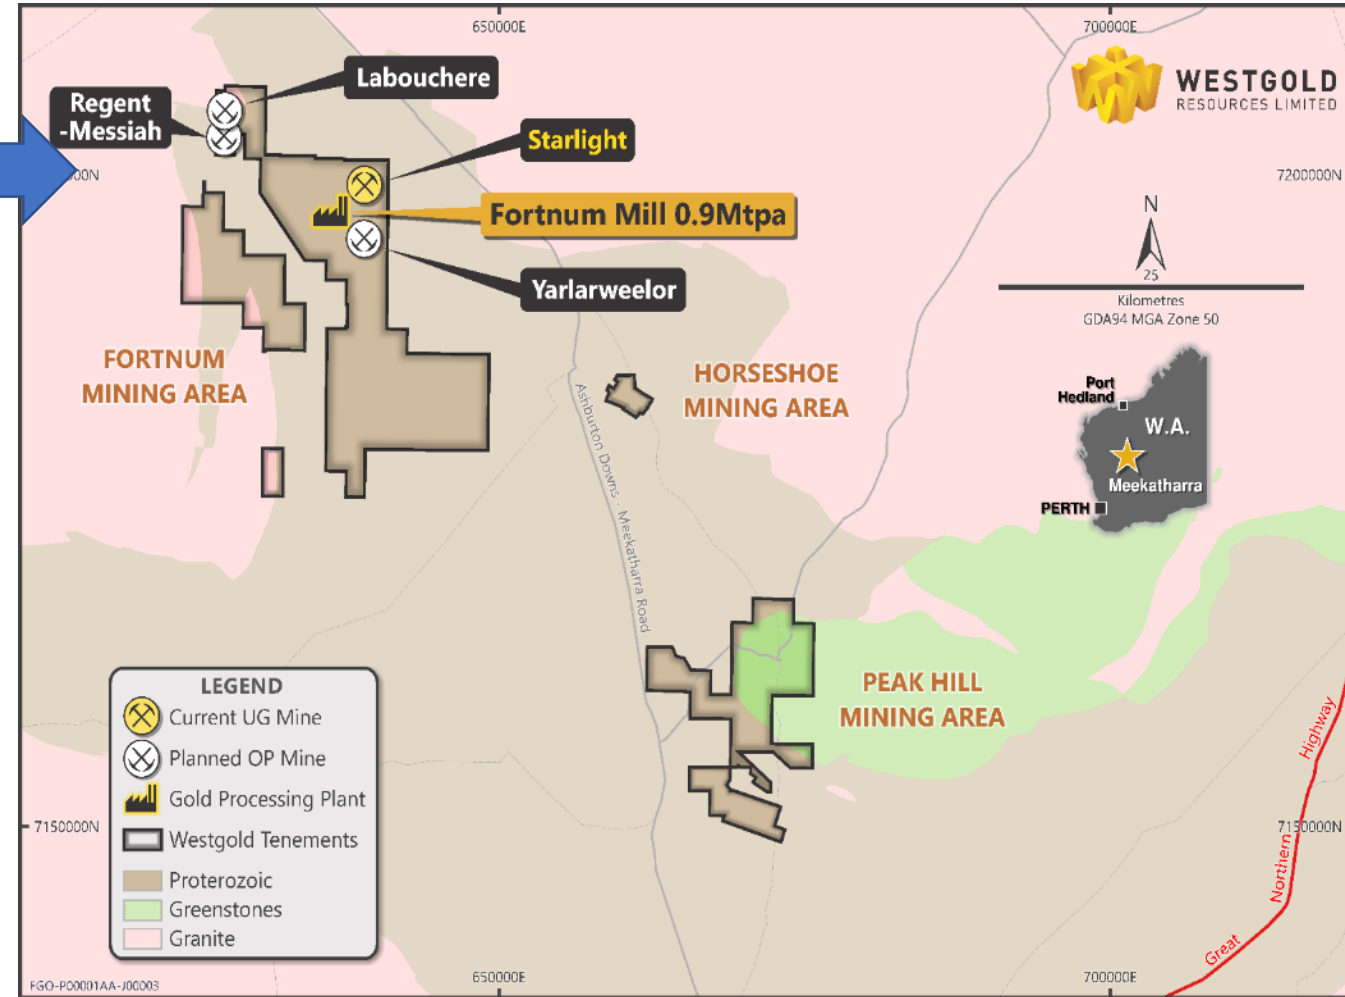 650000E
700000E
WESTGOLD
RESOURCES LIMITED
Labouchere
Regent
-Messiah
Starlight
7200000N
Fortnum Mill 0.9Mtpa
N
25
Kilometres
GDA94 MGA Zone 50
Yarlarweelor
FORTNUM
MINING AREA
HORSESHOE
MINING AREA
Ashburton Downs - Meekatharra Road
Port
Hedland
W.A.
Meekatharra
PERTH
PEAK HILL
MINING AREA
LEGEND
Current UG Mine
Planned OP Mine
Gold Processing Plant
Westgold Tenements
Proterozoic
Greenstones
Granite
7150000N
7150000N
Great Northern Highway
650000E
700000E
FGO-P00001AA-J00003